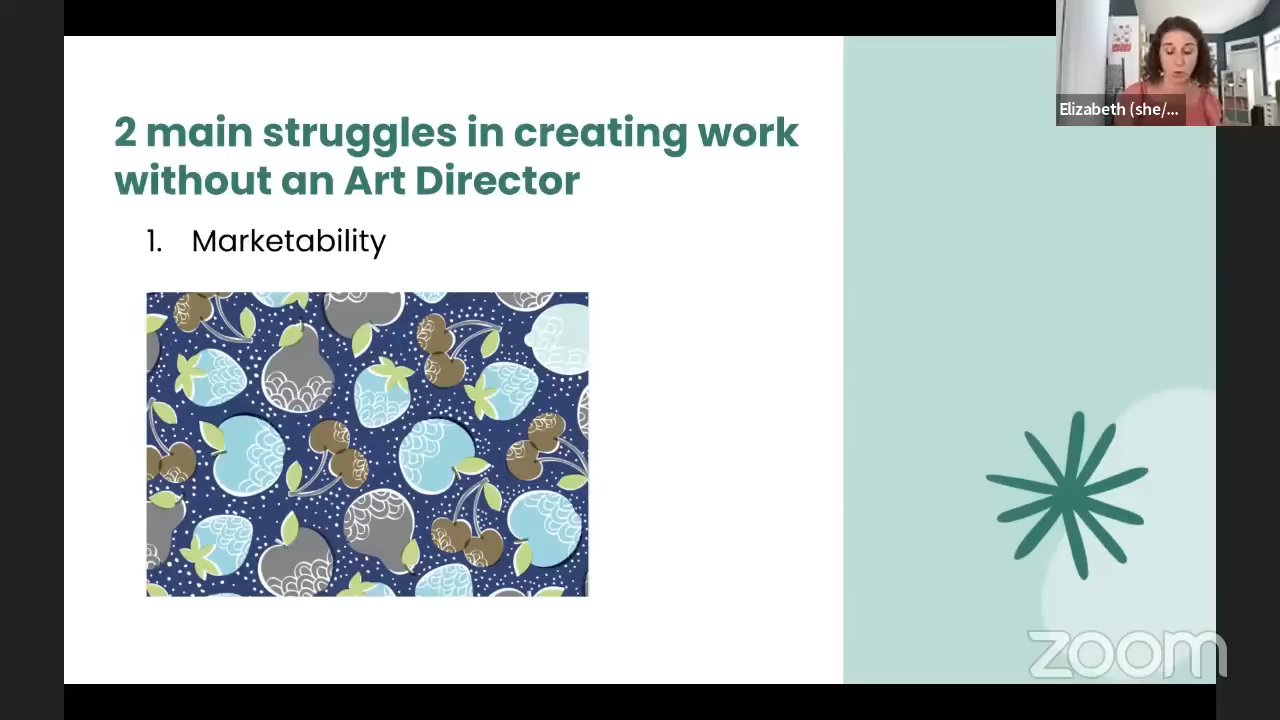 2 main struggles in creating work
without an Art Director
1. Marketability
Elizabeth (she/...
zoom